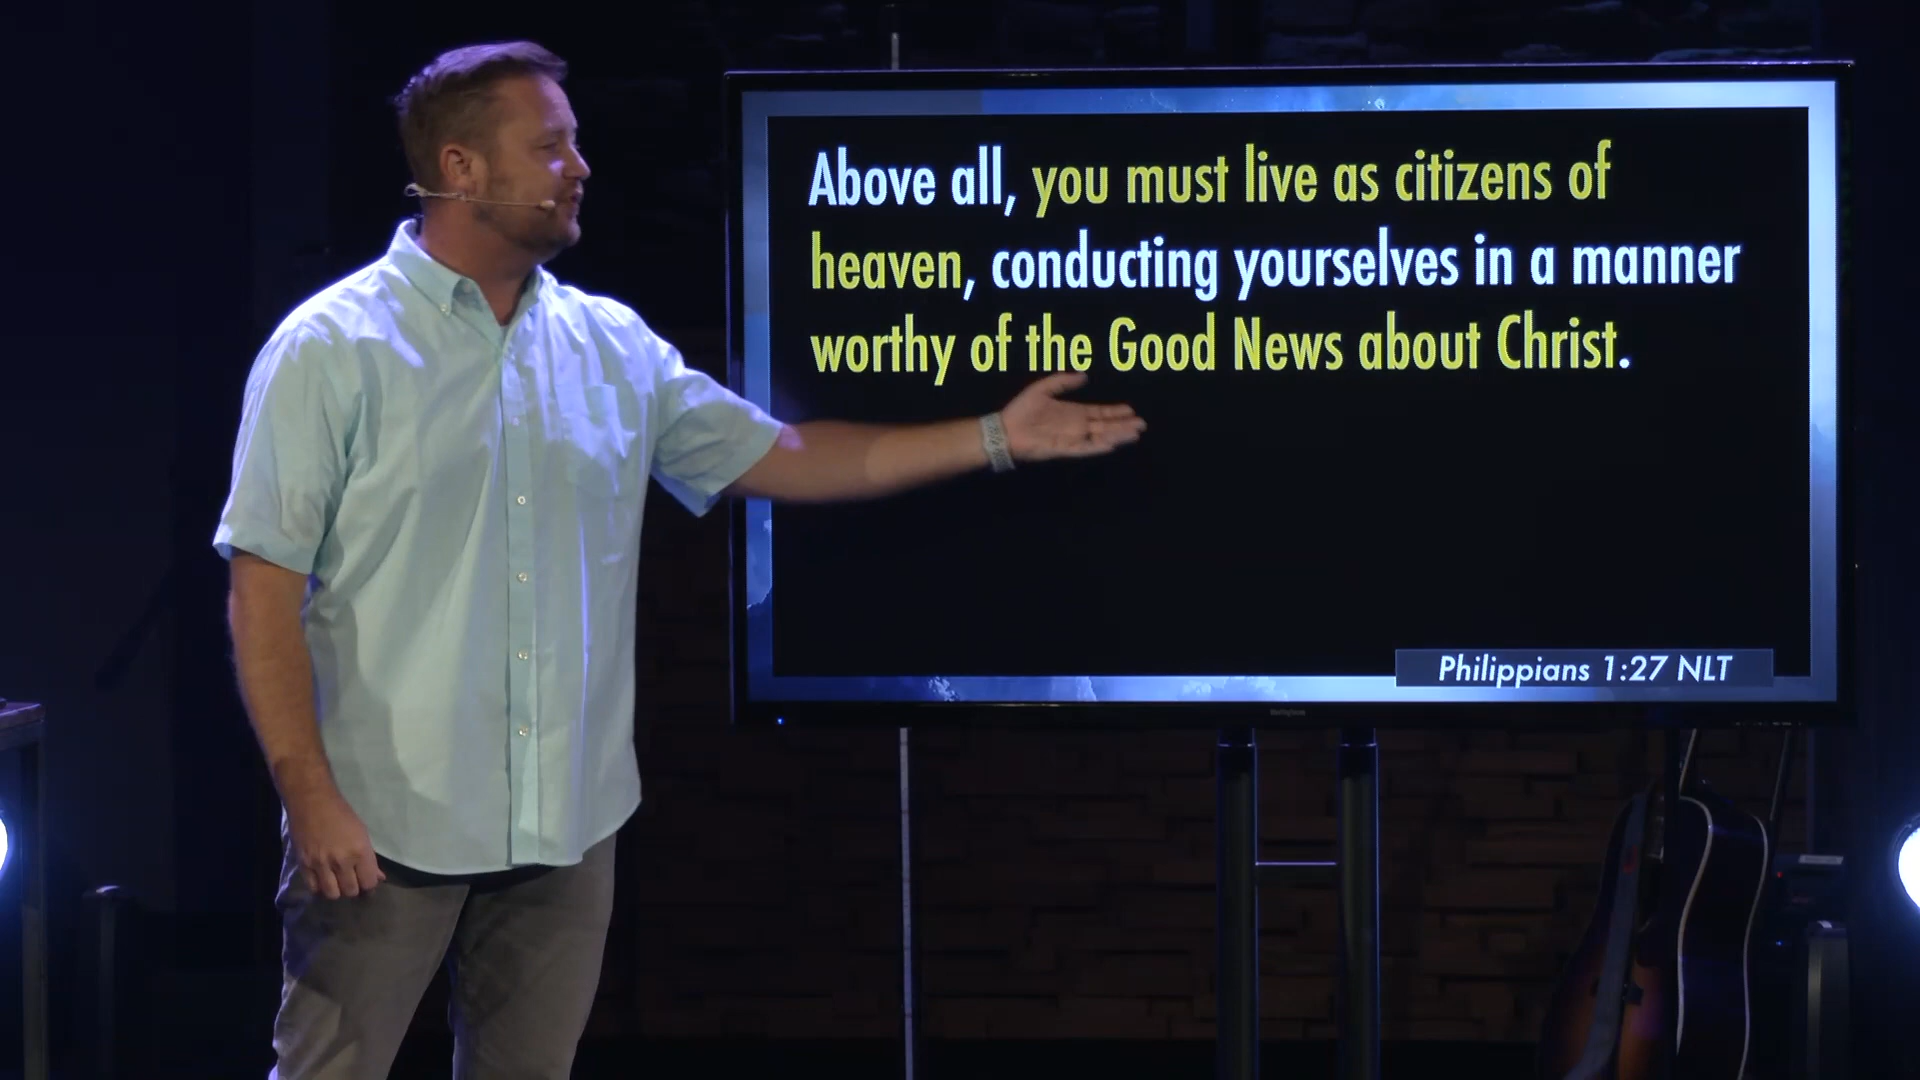 Above all, you must live as citizens of
heaven, conducting yourselves in a manner
worthy of the Good News about Christ.
Philippians 1:27 NLT